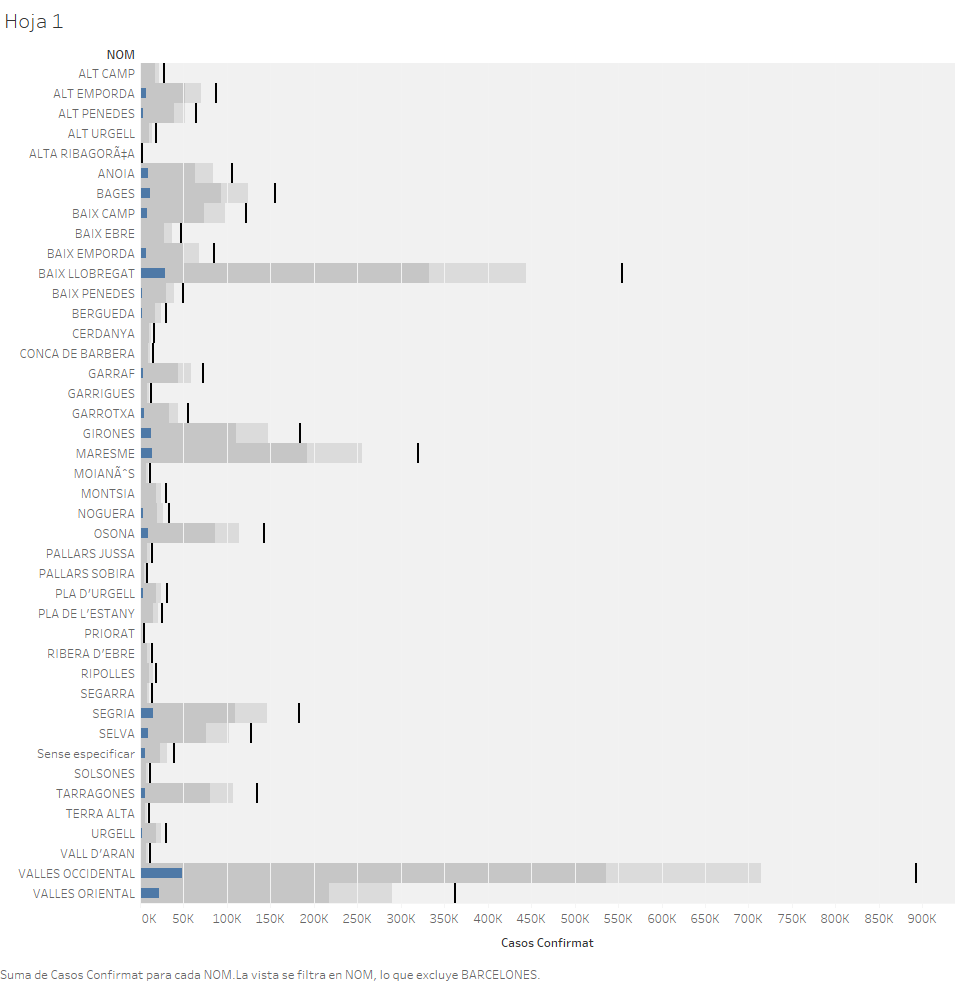 Hoja 1
NOM
ALT CAMP
ALT EMPORDA
ALT PENEDES
ALT URGELL
ALTA RIBAGORÃ‡A
ANOIA
BAGES
BAIX CAMP
BAIX EBRE
BAIX EMPORDA
BAIX LLOBREGAT
BAIX PENEDES
BERGUEDA
CERDANYA
CONCA DE BARBERA
GARRAF
GARRIGUES
GARROTXA
GIRONES
MARESME
MOIANÃˆS
MONTSIA
NOGUERA
OSONA
PALLARS JUSSA
PALLARS SOBIRA
PLA D'URGELL
PLA DE L'ESTANY
PRIORAT
RIBERA D'EBRE
RIPOLLES
SEGARRA
SEGRIA
SELVA
Sense especificar
SOLSONES
TARRAGONES
TERRA ALTA
URGELL
VALL D'ARAN
VALLES OCCIDENTAL
VALLES ORIENTAL
0K 50K 100K 150K 200K 250K 300K 350K 400K 450K 500K 550K 600K 650K 700K 750K 800K 850K 900K
Casos Confirmat
Suma de Casos Confirmat para cada NOM.La vista se filtra en NOM, lo que excluye BARCELONES.